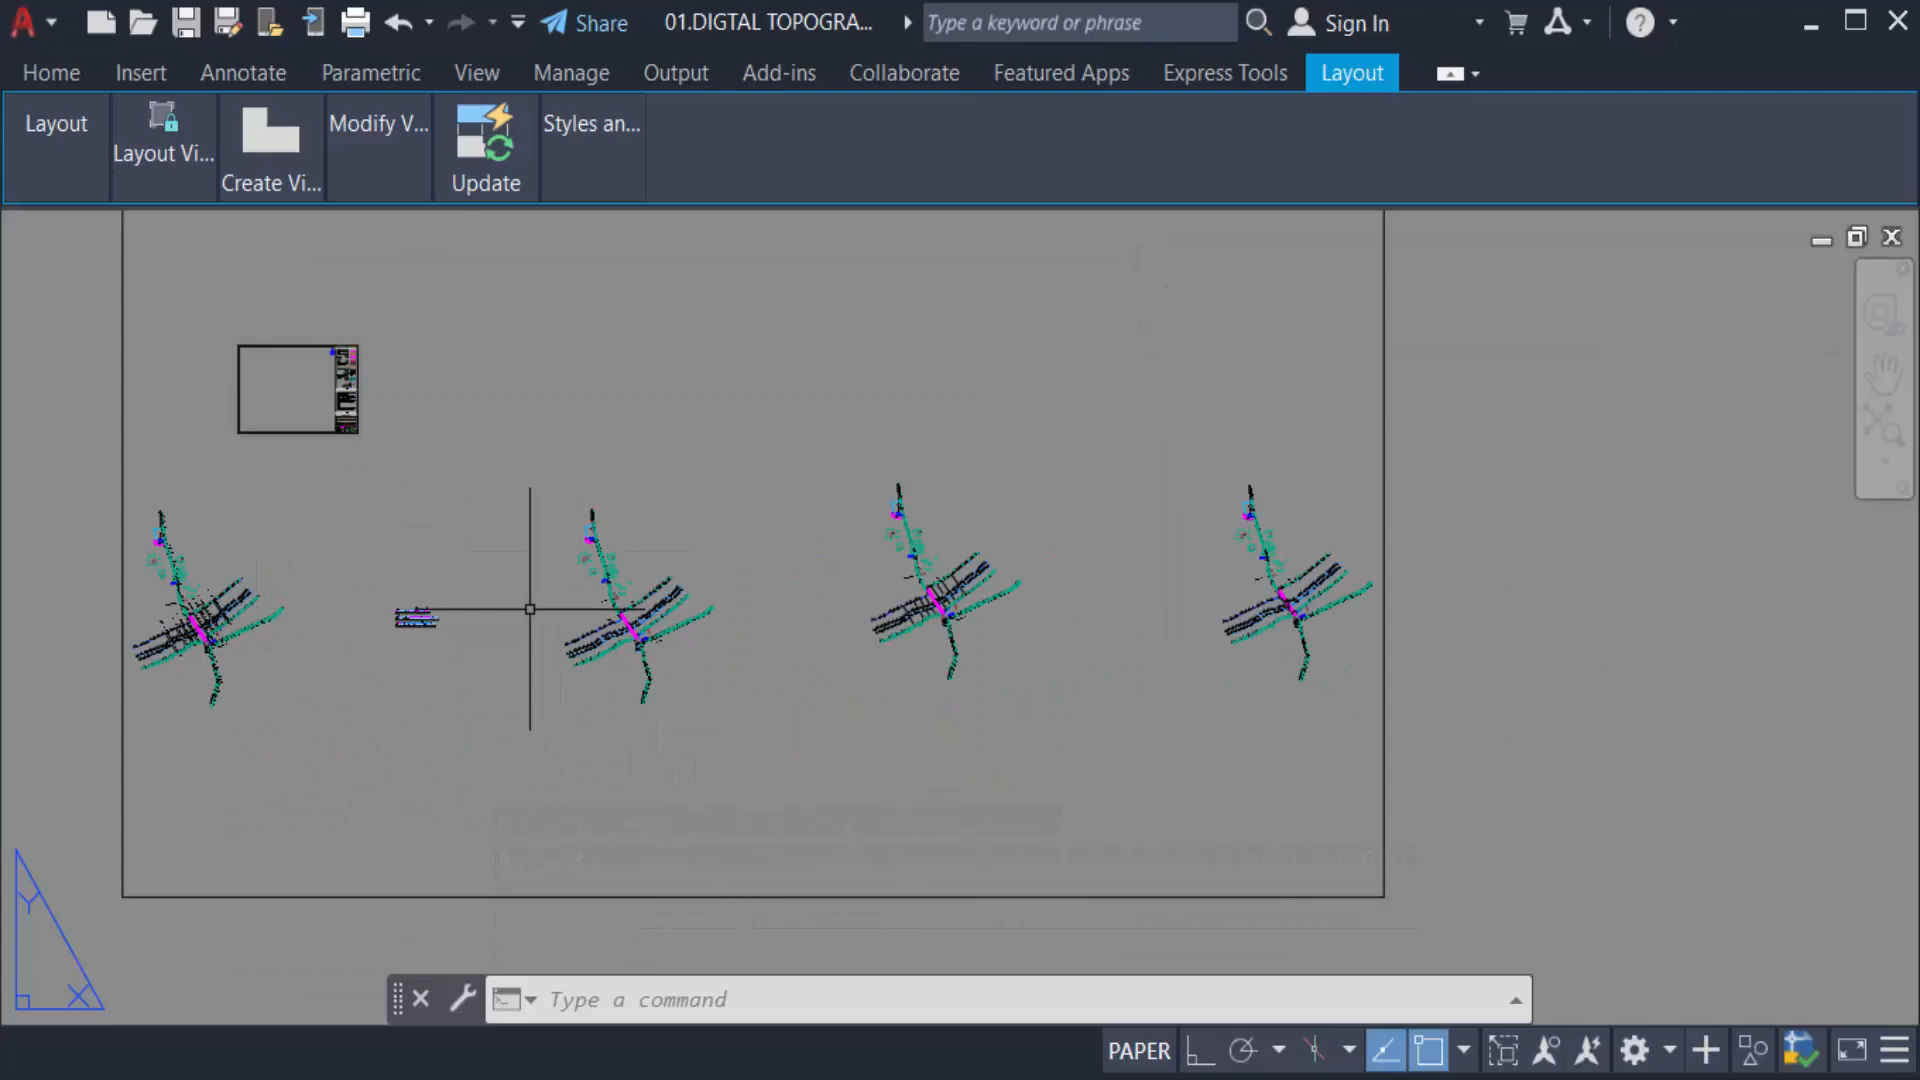 Share 01.DIGTAL TOPOGRA... Type a keyword or phrase Sign In
Home Insert Annotate Parametric View Manage Output Add-ins Collaborate Featured Apps Express Tools Layout
Layout Layout Vi... Create Vi... Modify V... Update Styles an...
Y
X
Type a command
PAPER